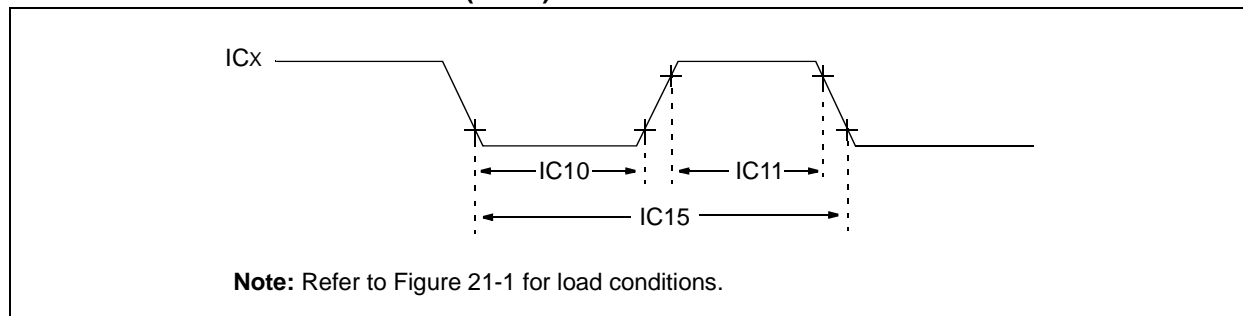 ICX
IC10
IC11
IC15
Note: Refer to Figure 21-1 for load conditions.